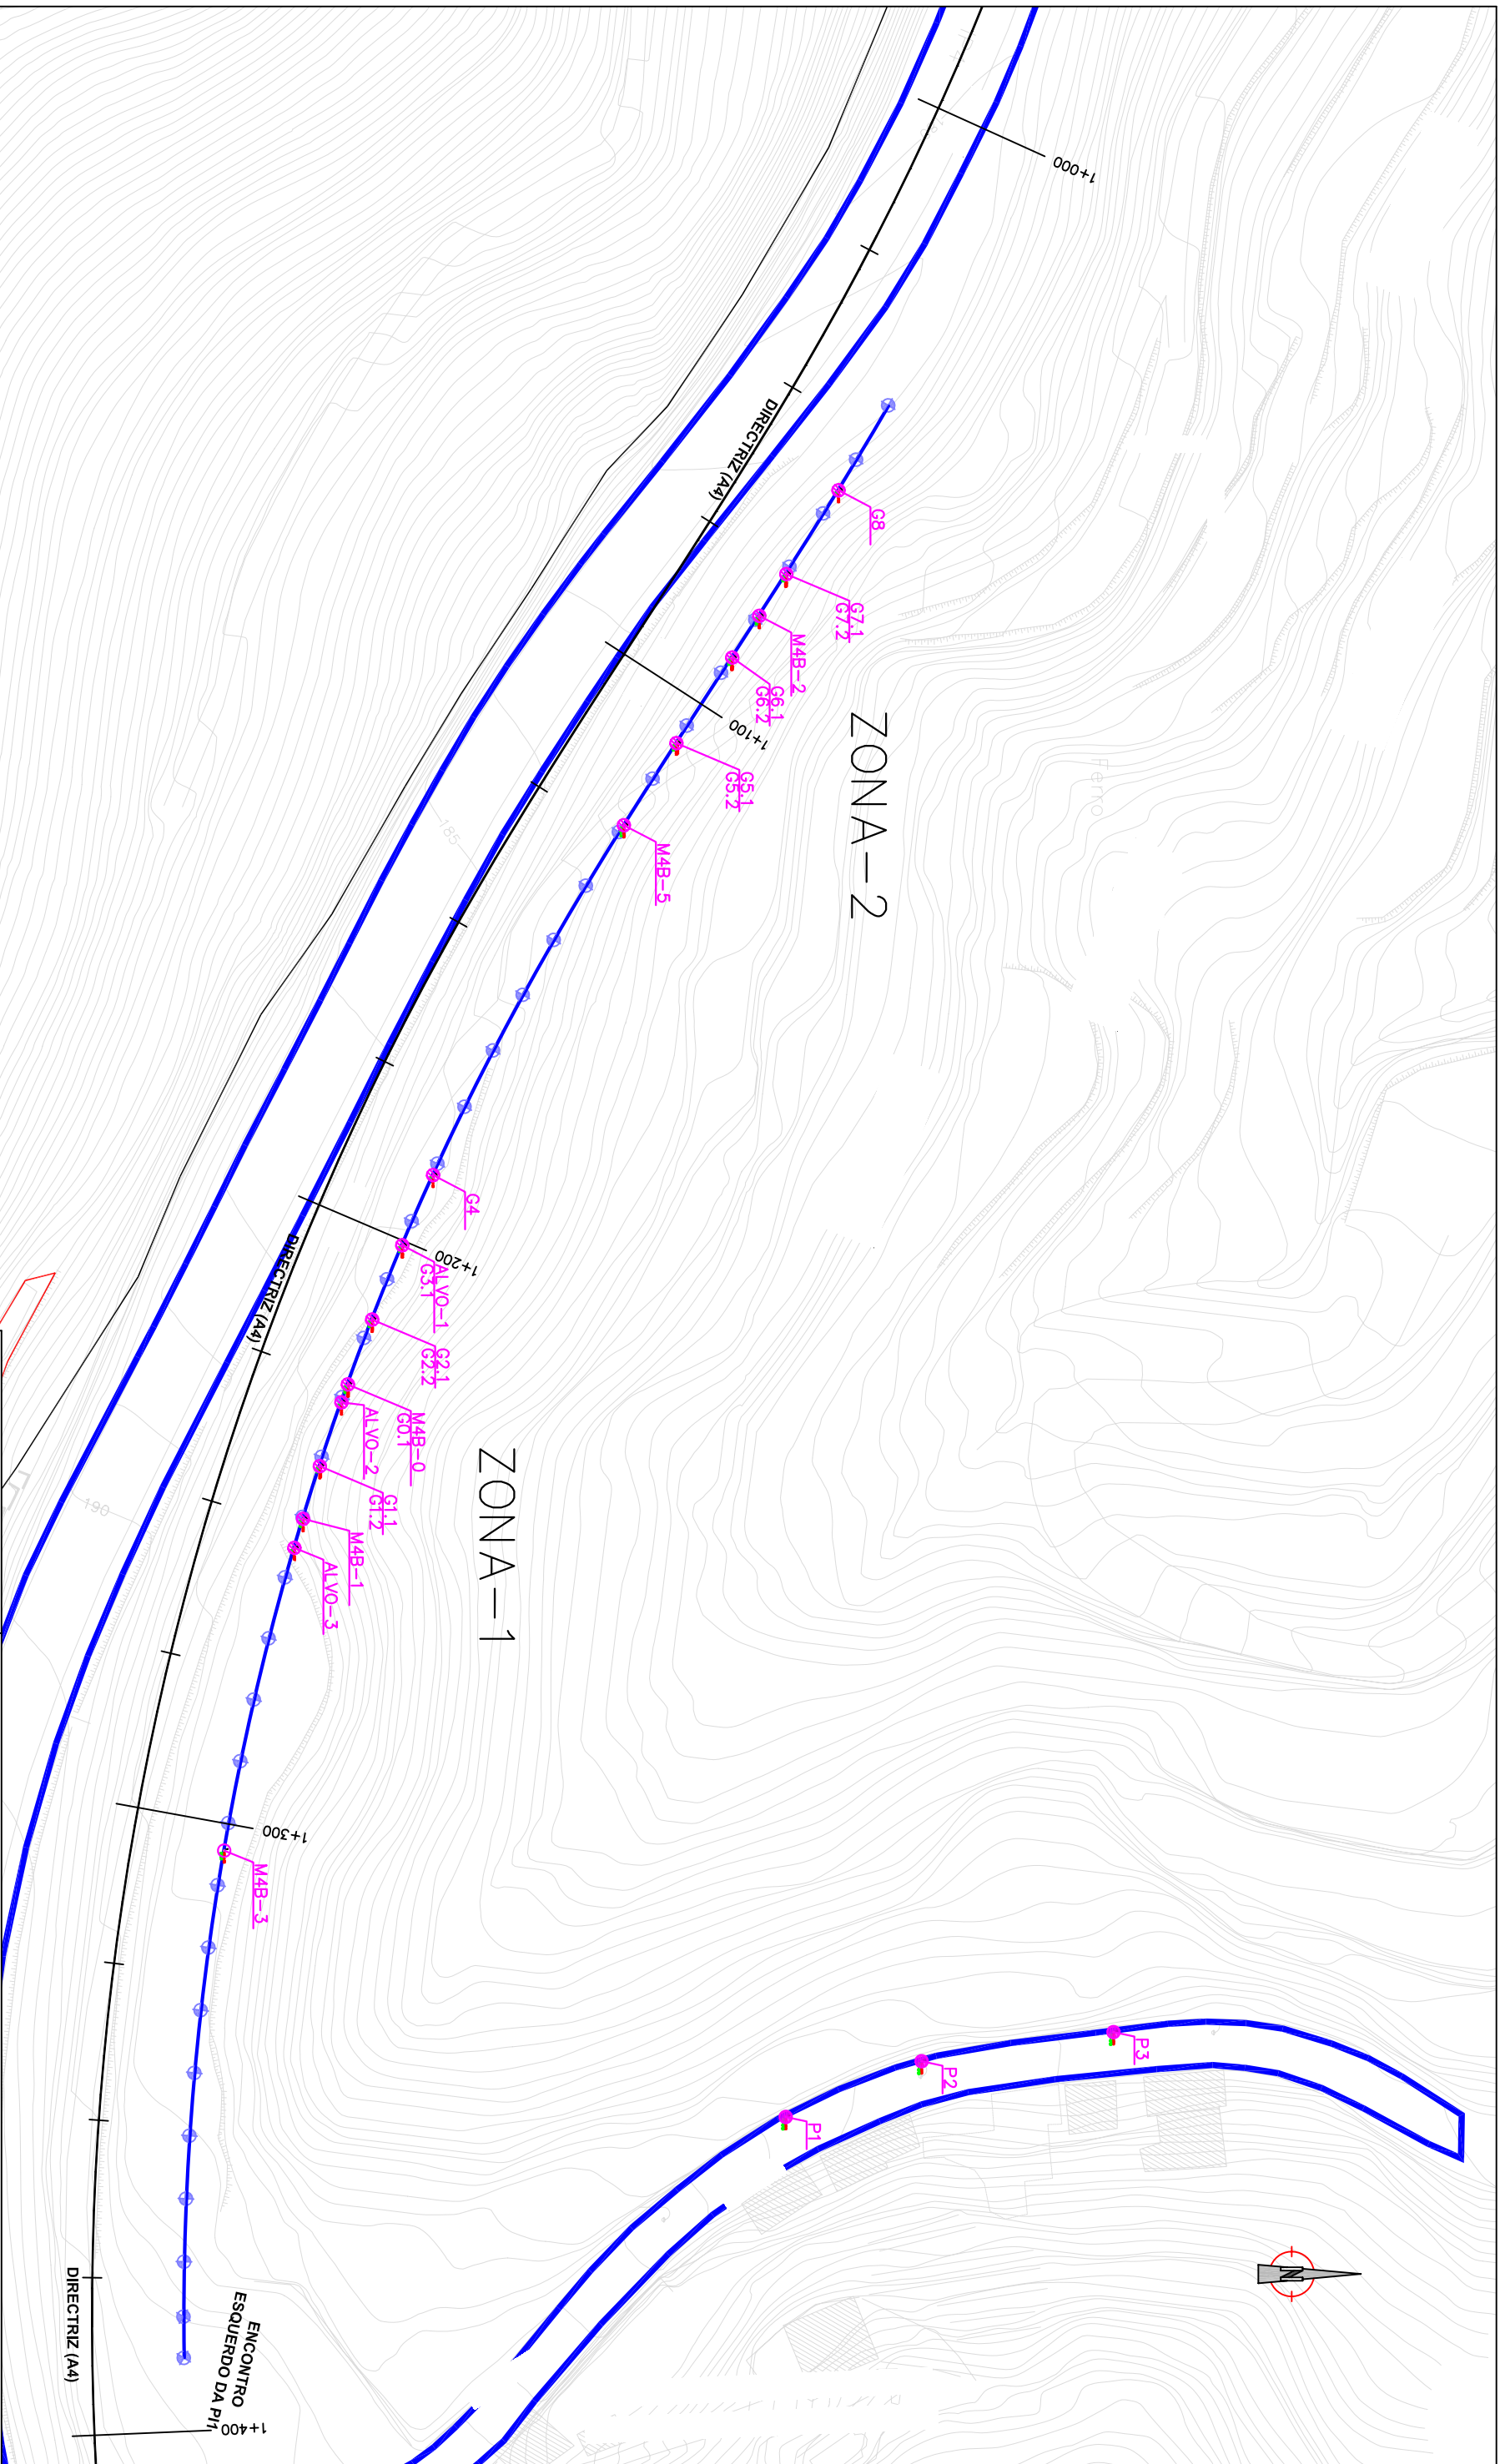 1+000
DIRECTRIZ (A4)
G8
G7.1
G7.2
M4B-2
G6.1
G6.2
1+100
G5.1
G5.2
M4B-5
ZONA-2
Ferro
185
G4
1+200
ALVO-1
G3.1
DIRECTRIZ (A4)
G2.1
G2.2
M4B-0
G0.1
ALVO-2
G1.1
G1.2
M4B-1
ALVO-3
ZONA-1
190
1+300
M4B-3
P3
P2
P1
N
DIRECTRIZ (A4)
ENCONTRO
ESQUERDO DA PI1
1+400